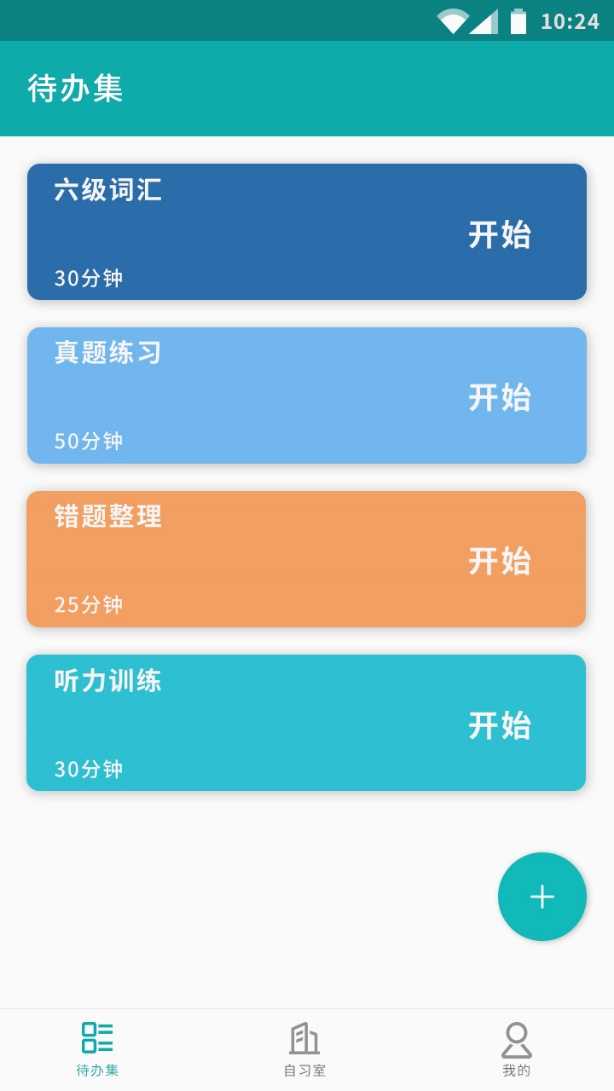 10:24
待办集
六级词汇
开始
30分钟
真题练习
开始
50分钟
错题整理
开始
25分钟
听力训练
开始
30分钟
待办集
自习室
我的